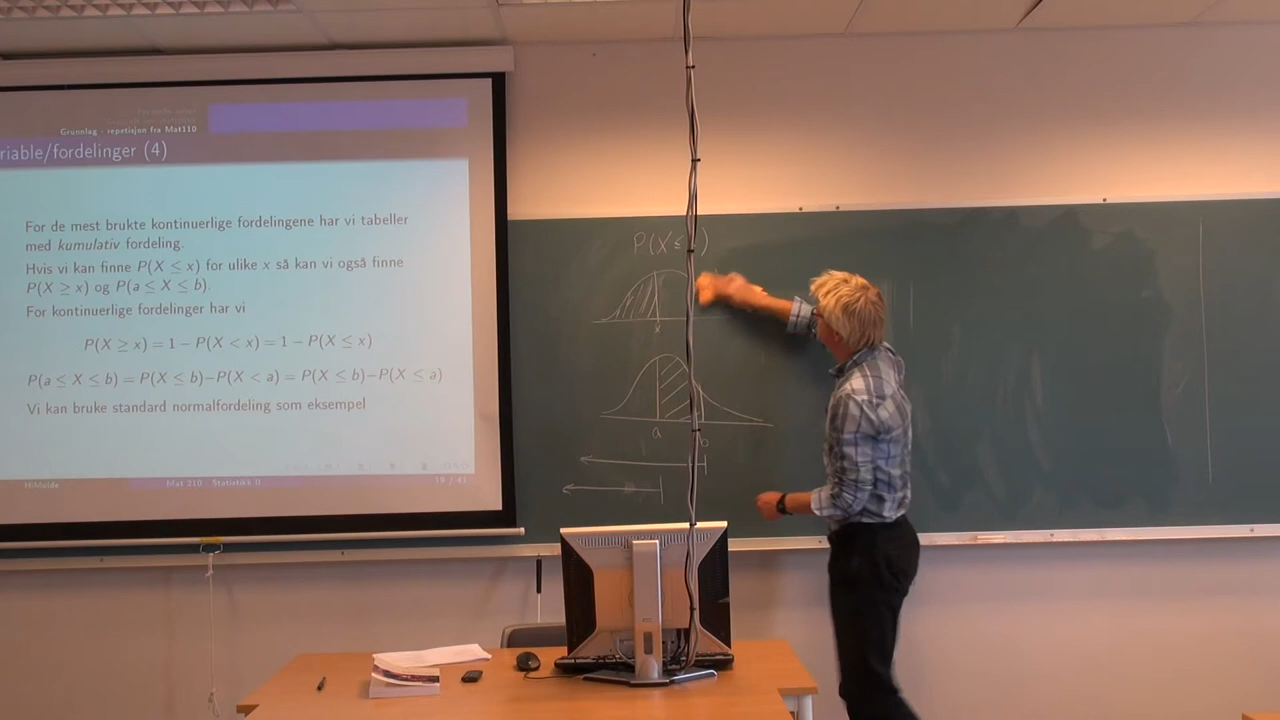 Grunnlag - repetisjon fra Mat110
riable/fordelinger (4)
For de mest brukte kontinuerlige fordelingene har vi tabeller
med kumulativ fordeling.
Hvis vi kan finne P(X ≤ x) for ulike x så kan vi også finne
P(X ≥ x) og P(a ≤ X ≤ b).
For kontinuerlige fordelinger har vi
P(X ≥ x) = 1 − P(X < x) = 1 − P(X ≤ x)
P(a ≤ X ≤ b) = P(X ≤ b)−P(X < a) = P(X ≤ b)−P(X ≤ a)
Vi kan bruke standard normalfordeling som eksempel
HiMolde
Mat 210 - Statistikk II
19 / 41
P(X ≤ )
x
a
b